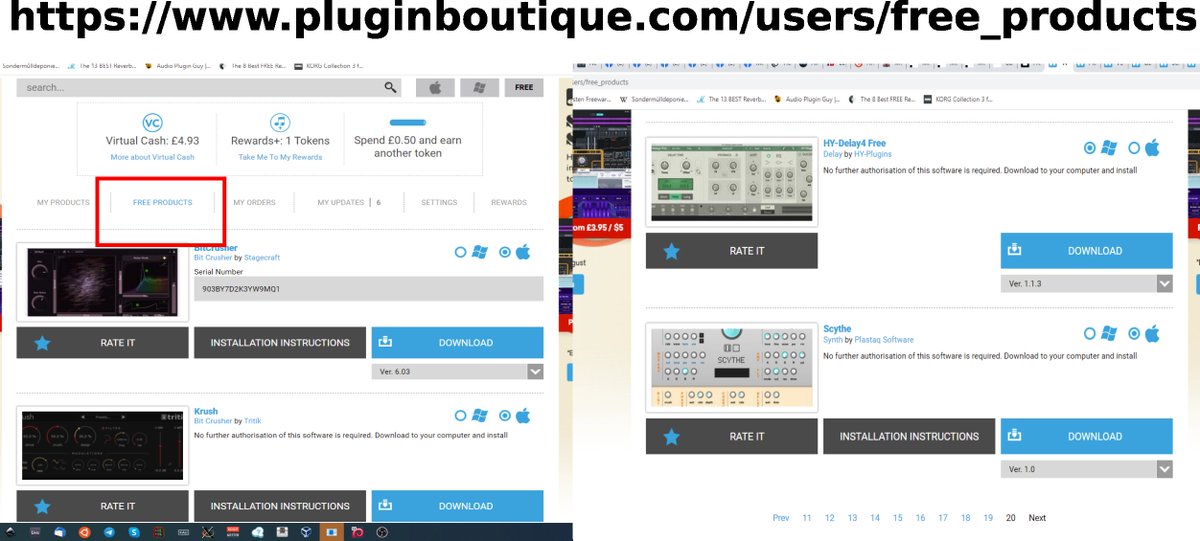 https://www.pluginboutique.com/users/free_products
Sondermülldeponie... The 13 BEST Reverb... Audio Plugin Guy |... The 8 Best FREE Re... KORG Collection 3 f...
search... FREE
Virtual Cash: £4.93
More about Virtual Cash
Rewards+: 1 Tokens
Take Me To My Rewards
Spend £0.50 and earn
another token
MY PRODUCTS FREE PRODUCTS MY ORDERS MY UPDATES | 6 SETTINGS REWARDS
BitCrusher
Bit Crusher by Stagecraft
Serial Number
903BY7D2K3YW9MQ1
RATE IT INSTALLATION INSTRUCTIONS DOWNLOAD
Ver. 6.03
Krush
Bit Crusher by Tritik
No further authorisation of this software is required. Download to your computer and install
RATE IT INSTALLATION INSTRUCTIONS DOWNLOAD
ers/free_products
sten Freewar... Sondermülldeponie... The 13 BEST Reverb... Audio Plugin Guy |... The 8 Best FREE Re... KORG Collection 3 f...
om £3.95 / $5
HY-Delay4 Free
Delay by HY-Plugins
No further authorisation of this software is required. Download to your computer and install
RATE IT DOWNLOAD
Ver. 1.1.3
SCYTHE
Scythe
Synth by Plastaq Software
No further authorisation of this software is required. Download to your computer and install
RATE IT INSTALLATION INSTRUCTIONS DOWNLOAD
Ver. 1.0
Prev 11 12 13 14 15 16 17 18 19 20 Next